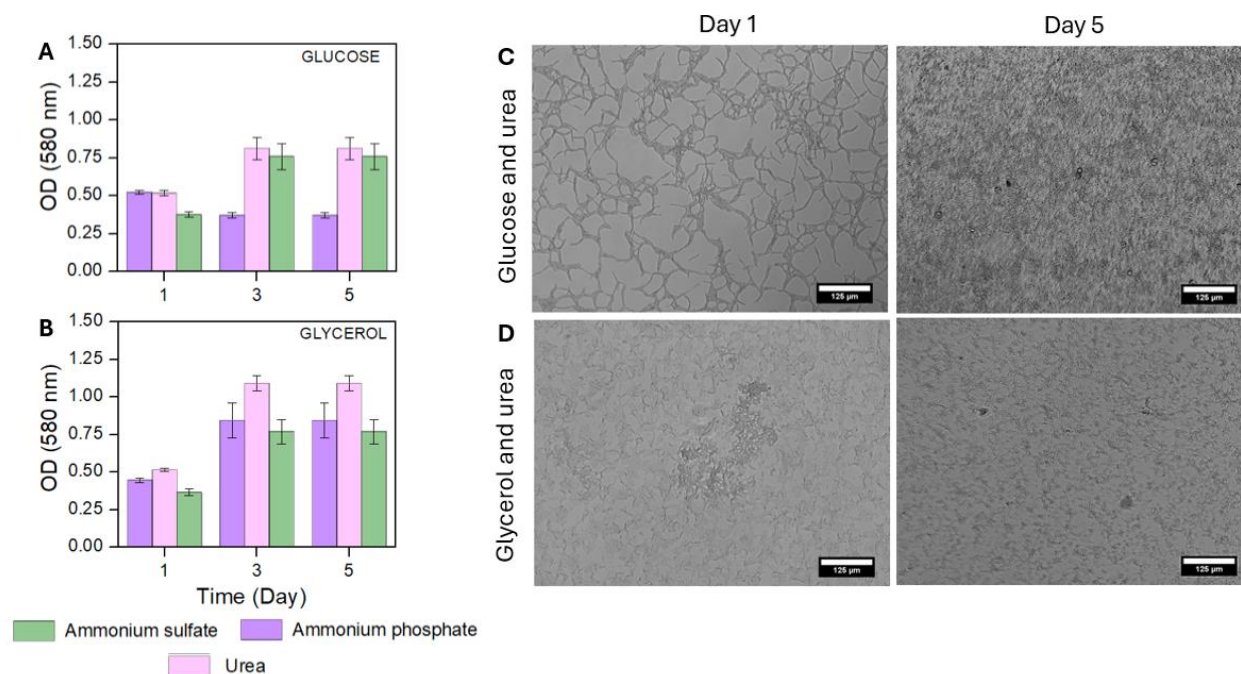 A
1.50
1.25
1.00
0.75
0.50
0.25
0.00
OD (580 nm)
GLUCOSE
1 3 5
B
1.50
1.25
1.00
0.75
0.50
0.25
0.00
OD (580 nm)
GLYCEROL
1 3 5
Time (Day)
Ammonium sulfate
Ammonium phosphate
Urea
Day 1
Day 5
C
Glucose and urea
125 µm
125 µm
D
Glycerol and urea
125 µm
125 µm